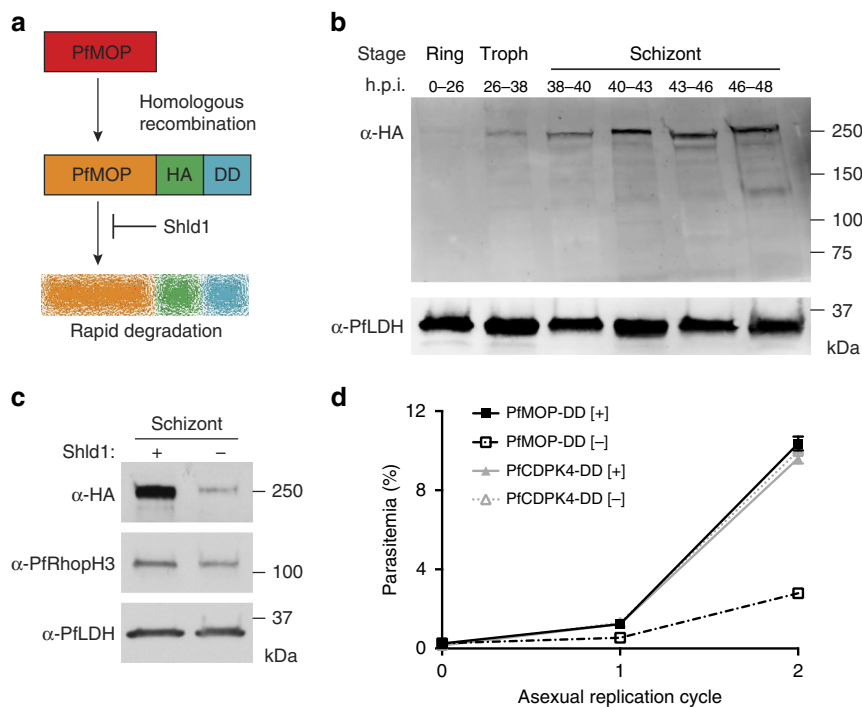 a
PfMOP
Homologous
recombination
PfMOP HA DD
Shld1
Rapid degradation
b
Stage Ring Troph Schizont
h.p.i. 0–26 26–38 38–40 40–43 43–46 46–48
α-HA
250
150
100
75
α-PfLDH
37
kDa
c
Schizont
Shld1: + –
α-HA
250
α-PfRhopH3
100
α-PfLDH
37
kDa
d
12
8
4
0
Parasitemia (%)
PfMOP-DD [+]
PfMOP-DD [–]
PfCDPK4-DD [+]
PfCDPK4-DD [–]
0 1 2
Asexual replication cycle